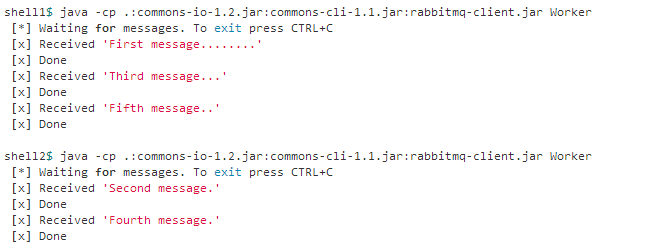 shell1$ java -cp .:commons-io-1.2.jar:commons-cli-1.1.jar:rabbitmq-client.jar Worker
[*] Waiting for messages. To exit press CTRL+C
[x] Received 'First message........'
[x] Done
[x] Received 'Third message...'
[x] Done
[x] Received 'Fifth message..'
[x] Done
shell2$ java -cp .:commons-io-1.2.jar:commons-cli-1.1.jar:rabbitmq-client.jar Worker
[*] Waiting for messages. To exit press CTRL+C
[x] Received 'Second message.'
[x] Done
[x] Received 'Fourth message.'
[x] Done